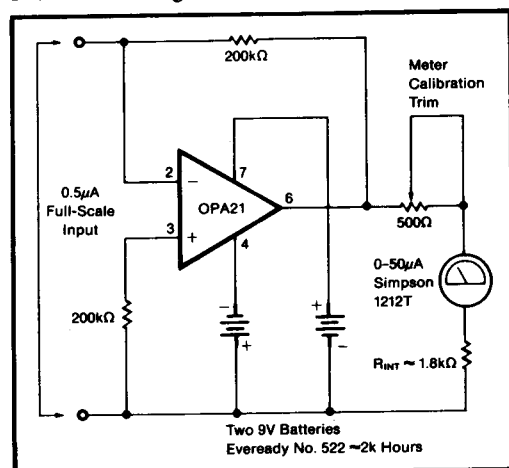 200kΩ
Meter
Calibration
Trim
2
7
−
6
0.5μA
Full-Scale
Input
OPA21
500Ω
3
+
4
0–50μA
Simpson
1212T
200kΩ
−
+
+
−
RINT ~ 1.8kΩ
Two 9V Batteries
Eveready No. 522 ≈2k Hours